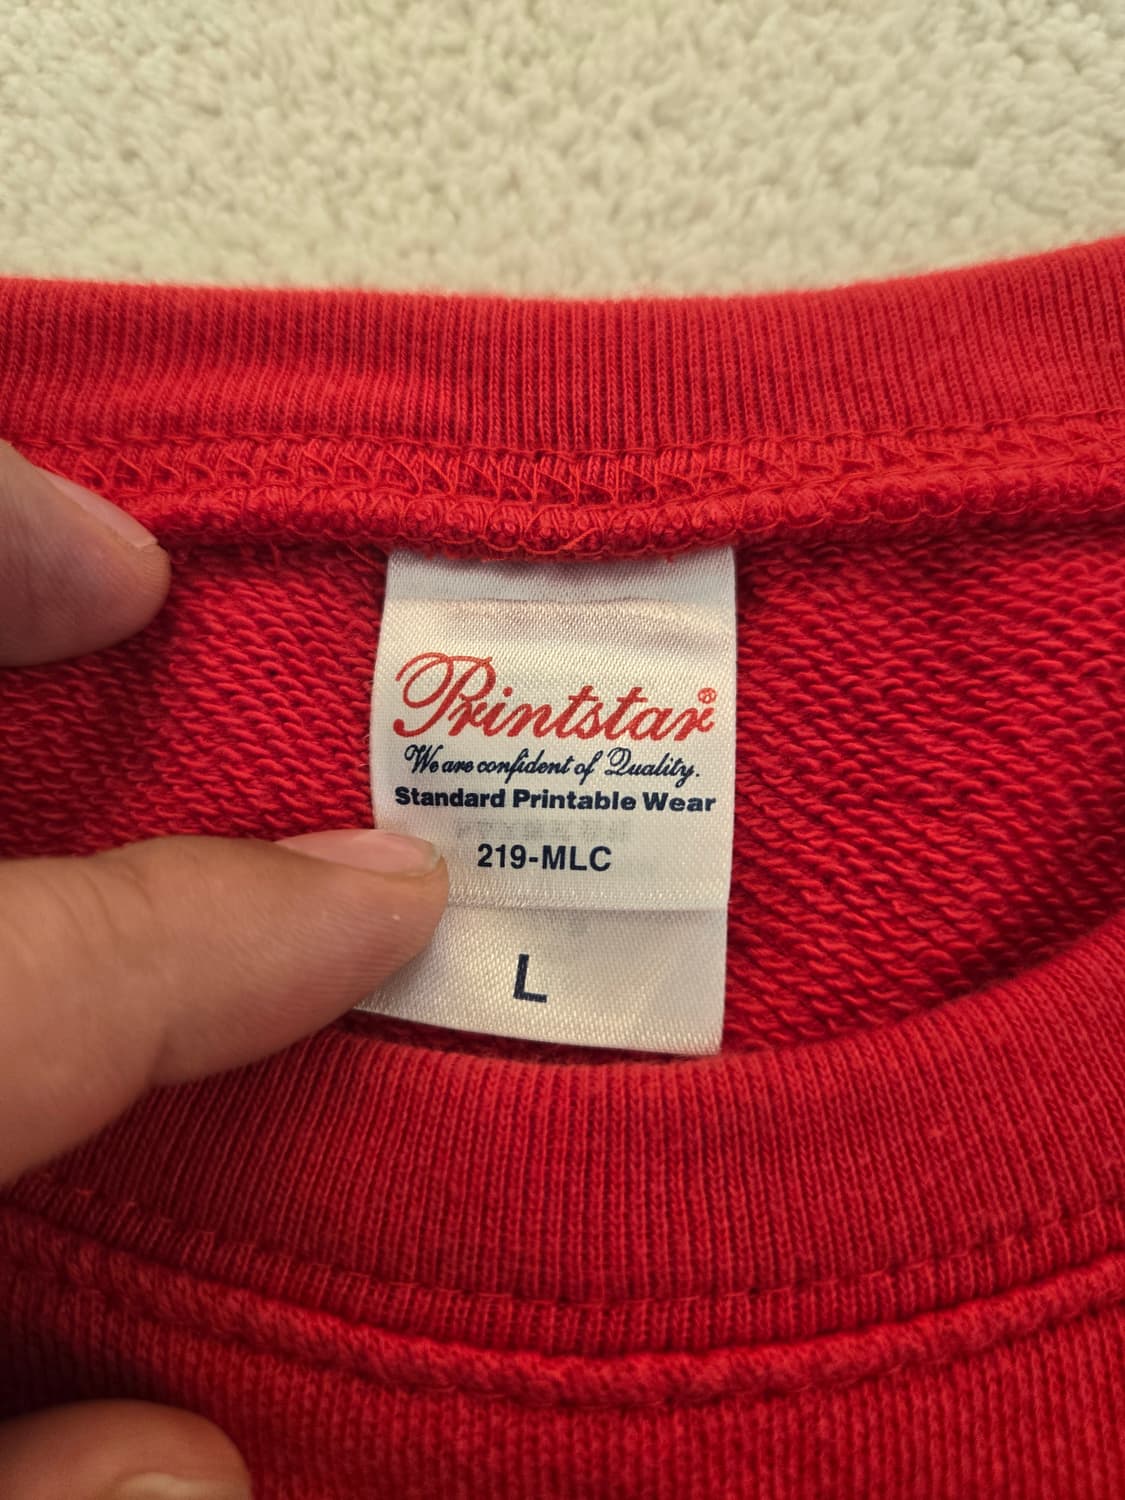 Printstar®
We are confident of Quality.
Standard Printable Wear
219-MLC
L